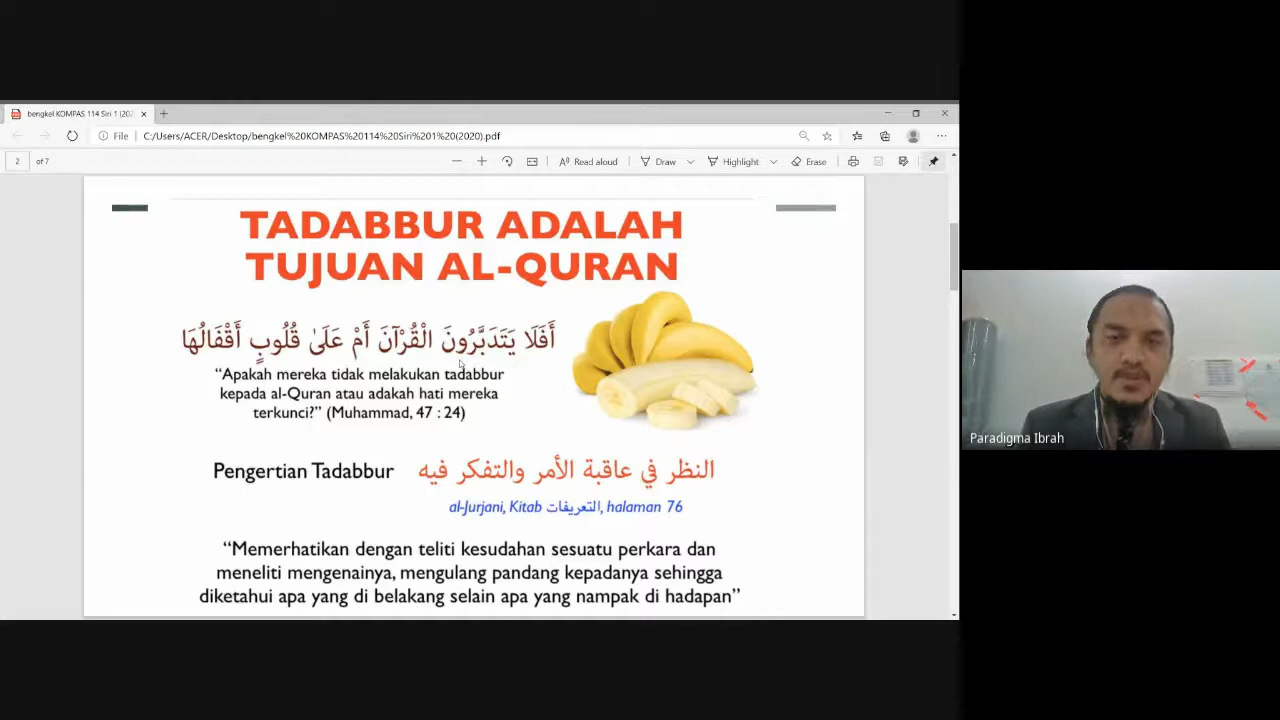 bengkel KOMPAS 114 Siri 1 (202
File
C:/Users/ACER/Desktop/bengkel%20KOMPAS%20114%20Siri%201%20(2020).pdf
2 of 7
Read aloud
Draw
Highlight
Erase
TADABBUR ADALAH
TUJUAN AL-QURAN
أَفَلَا يَتَدَبَّرُونَ الْقُرْآنَ أَمْ عَلَىٰ قُلُوبٍ أَقْفَالُهَا
“Apakah mereka tidak melakukan tadabbur
kepada al-Quran atau adakah hati mereka
terkunci?” (Muhammad, 47 : 24)
Pengertian Tadabbur النظر في عاقبة الأمر والتفكر فيه
al-Jurjani, Kitab التعريفات, halaman 76
“Memerhatikan dengan teliti kesudahan sesuatu perkara dan
meneliti mengenainya, mengulang pandang kepadanya sehingga
diketahui apa yang di belakang selain apa yang nampak di hadapan”
Paradigma Ibrah